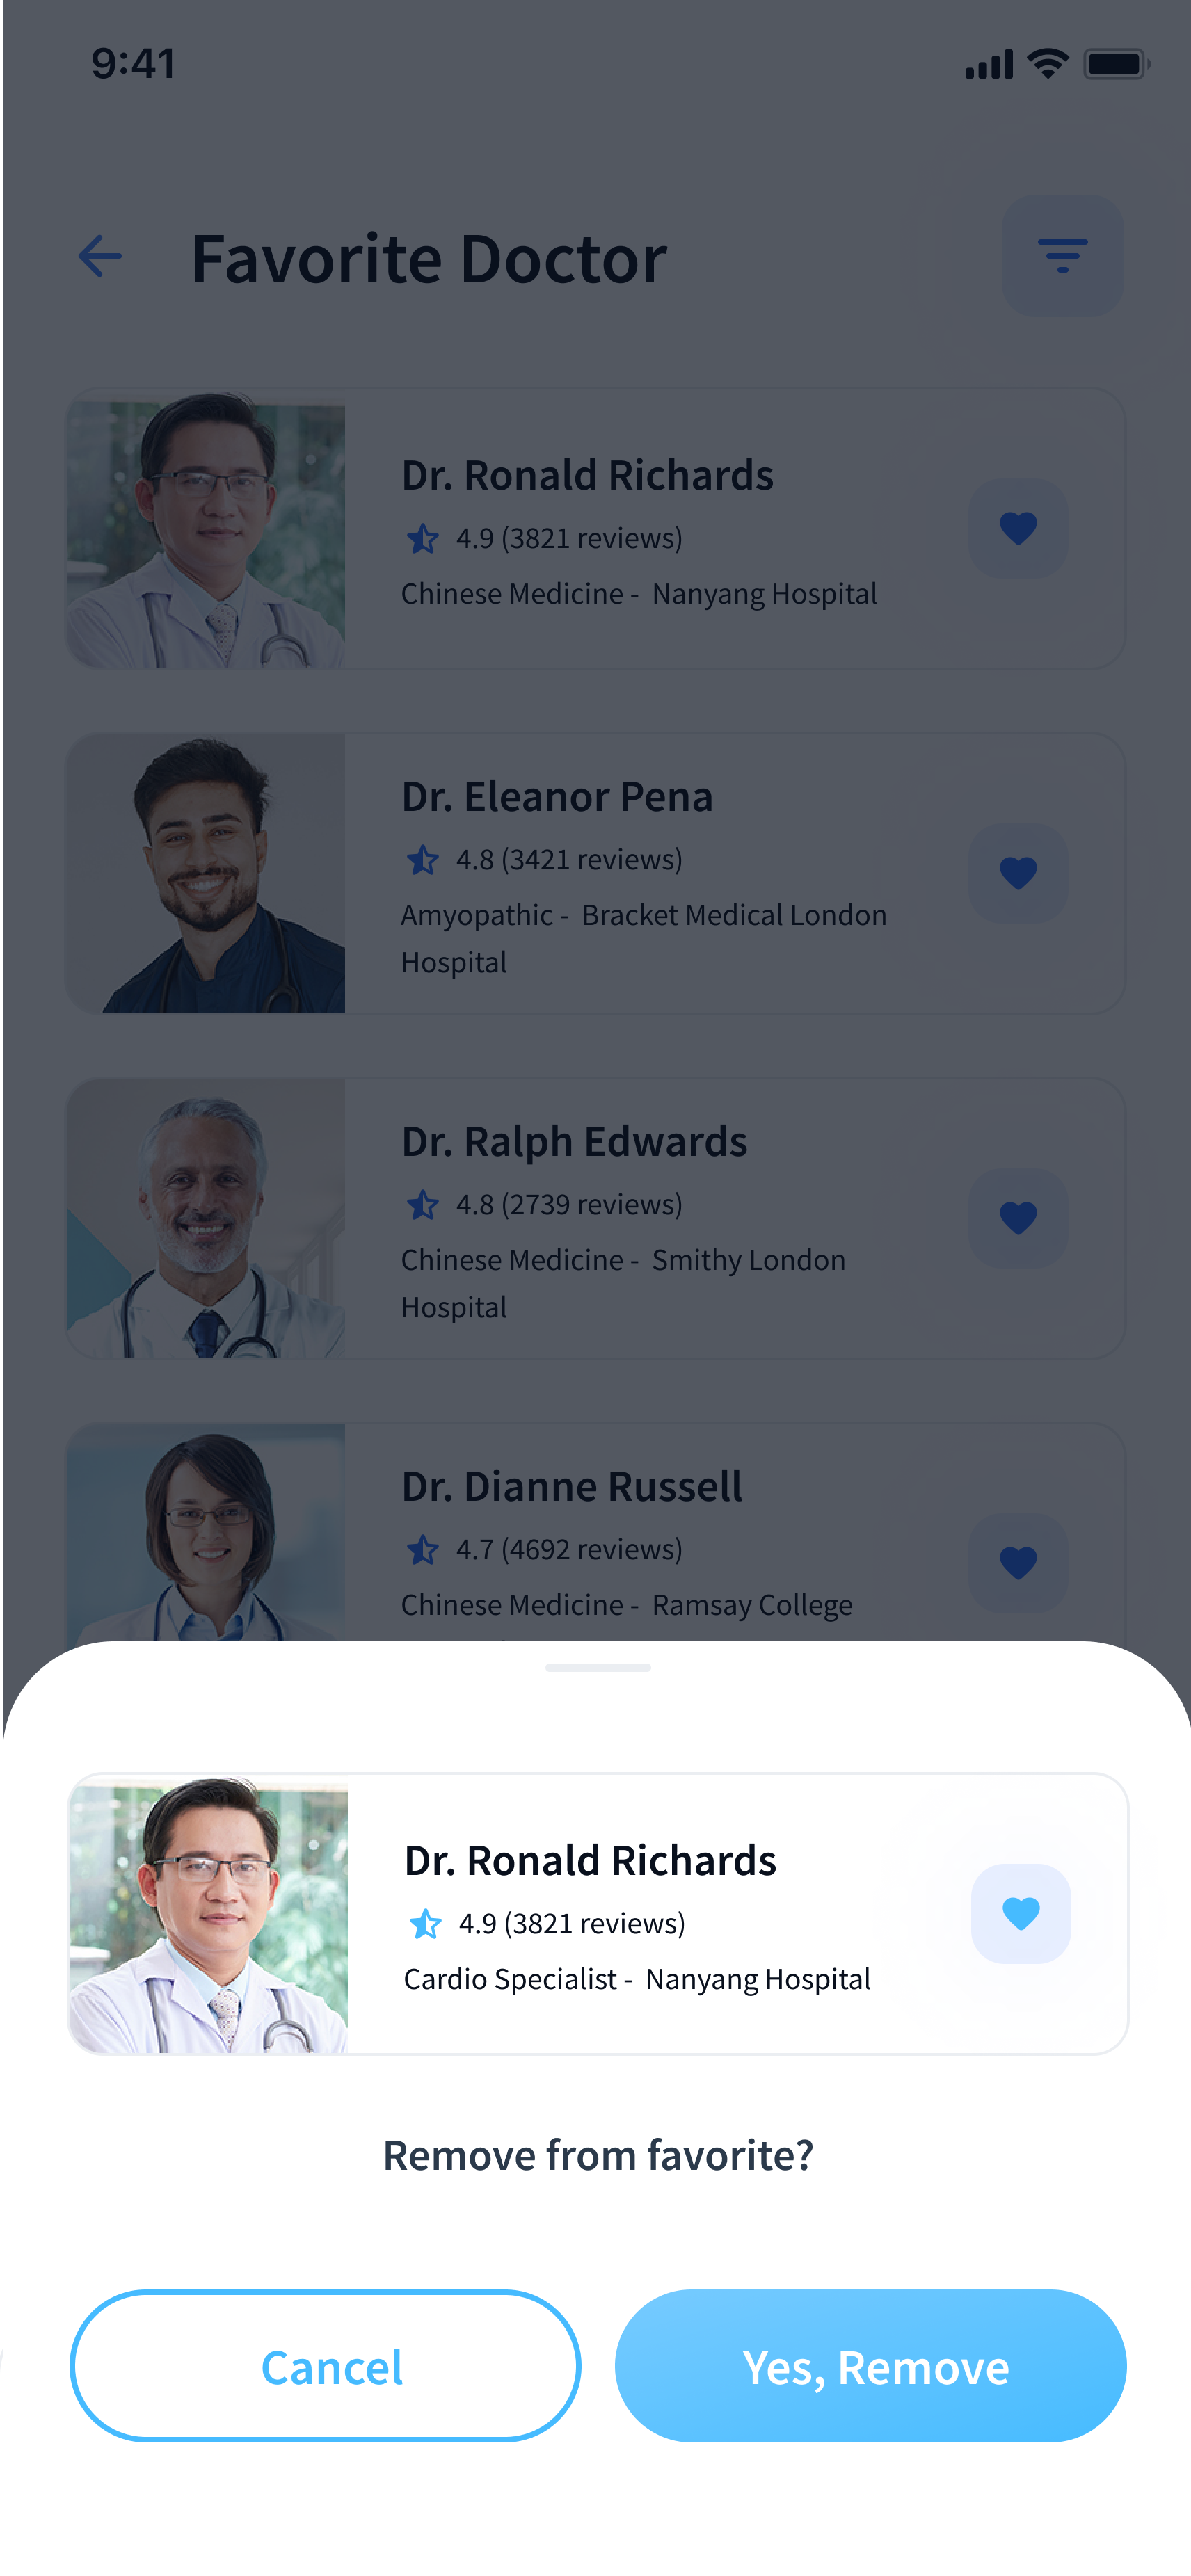 9:41
Favorite Doctor
Dr. Ronald Richards
4.9 (3821 reviews)
Chinese Medicine - Nanyang Hospital
Dr. Eleanor Pena
4.8 (3421 reviews)
Amyopathic - Bracket Medical London
Hospital
Dr. Ralph Edwards
4.8 (2739 reviews)
Chinese Medicine - Smithy London
Hospital
Dr. Dianne Russell
4.7 (4692 reviews)
Chinese Medicine - Ramsay College
Dr. Ronald Richards
4.9 (3821 reviews)
Cardio Specialist - Nanyang Hospital
Remove from favorite?
Cancel
Yes, Remove